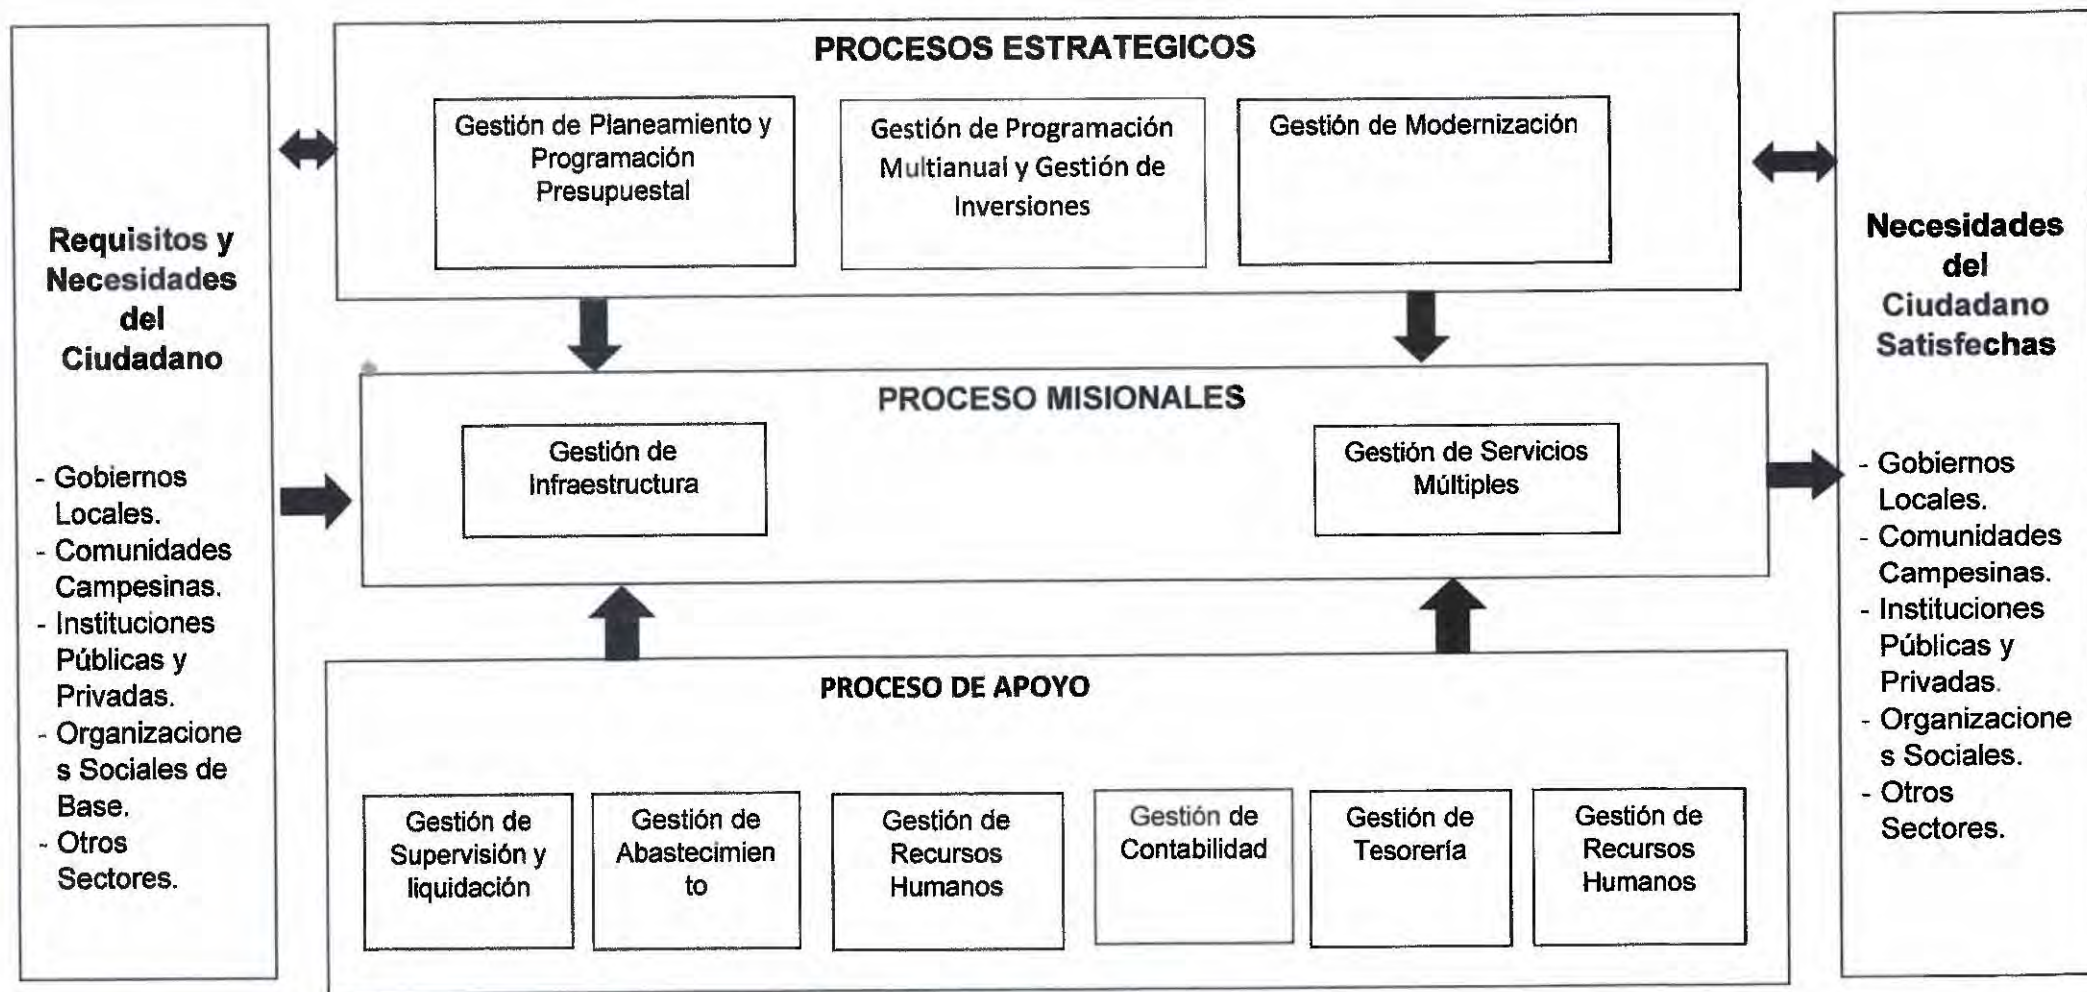 Requisitos y
Necesidades
del
Ciudadano
- Gobiernos
Locales.
- Comunidades
Campesinas.
- Instituciones
Públicas y
Privadas.
- Organizacione
s Sociales de
Base.
- Otros
Sectores.
PROCESOS ESTRATEGICOS
Gestión de Planeamiento y
Programación
Presupuestal
Gestión de Programación
Multianual y Gestión de
Inversiones
Gestión de Modernización
PROCESO MISIONALES
Gestión de
Infraestructura
Gestión de Servicios
Múltiples
PROCESO DE APOYO
Gestión de
Supervisión y
liquidación
Gestión de
Abastecimien
to
Gestión de
Recursos
Humanos
Gestión de
Contabilidad
Gestión de
Tesorería
Gestión de
Recursos
Humanos
Necesidades
del
Ciudadano
Satisfechas
- Gobiernos
Locales.
- Comunidades
Campesinas.
- Instituciones
Públicas y
Privadas.
- Organizacione
s Sociales.
- Otros
Sectores.